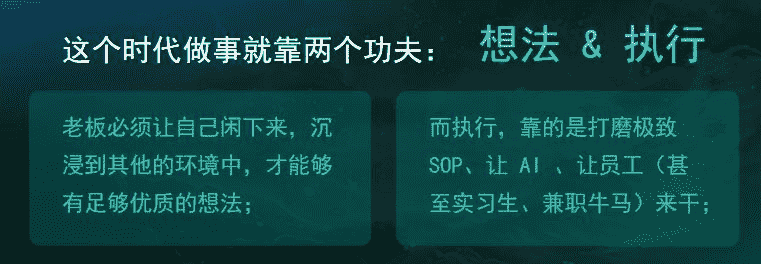 这个时代做事就靠两个功夫： 想法 & 执行
老板必须让自己闲下来，沉
浸到其他的环境中，才能够
有足够优质的想法；
而执行，靠的是打磨极致
SOP、让 AI 、让员工（甚
至实习生、兼职牛马）来干；